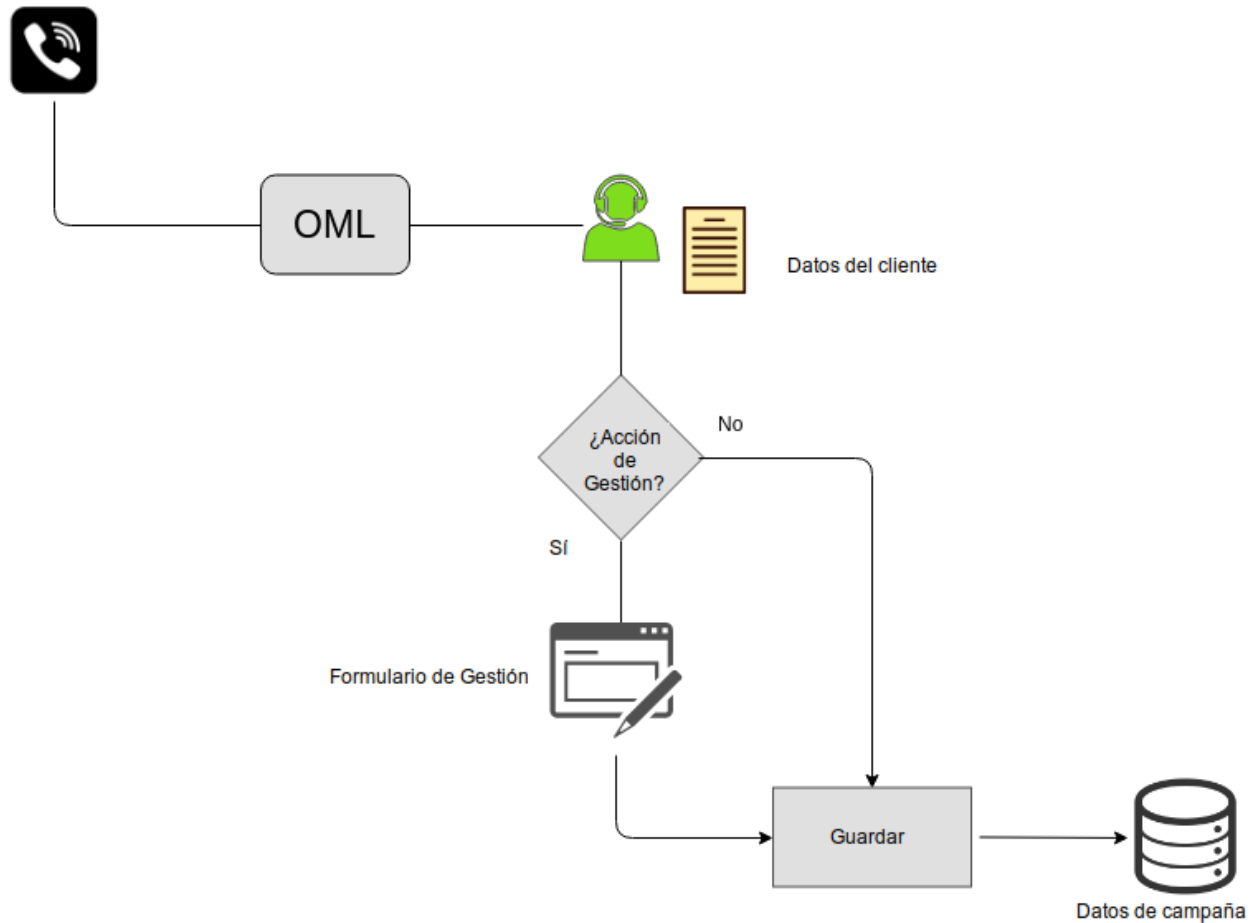 OML
Datos del cliente
¿Acción
de
Gestión?
No
Sí
Formulario de Gestión
Guardar
Datos de campaña